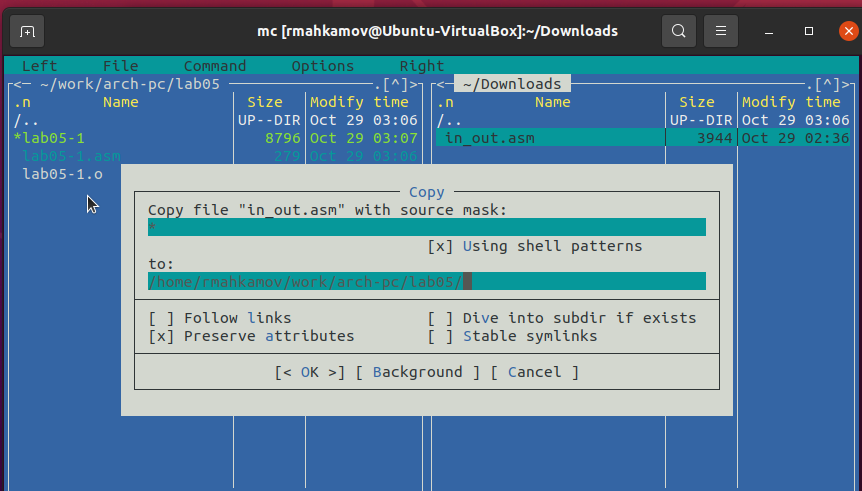 mc [rmahkamov@Ubuntu-VirtualBox]:~/Downloads
Left File Command Options Right
<─ ~/work/arch-pc/lab05 ─.[^]>
.n Name Size Modify time
/.. UP--DIR Oct 29 03:06
*lab05-1 8796 Oct 29 03:07
lab05-1.asm 279 Oct 29 03:06
lab05-1.o
<─ ~/Downloads ─.[^]>
.n Name Size Modify time
/.. UP--DIR Oct 29 03:06
in_out.asm 3944 Oct 29 02:36
Copy
Copy file "in_out.asm" with source mask:
*
[x] Using shell patterns
to:
/home/rmahkamov/work/arch-pc/lab05/
[ ] Follow links [ ] Dive into subdir if exists
[x] Preserve attributes [ ] Stable symlinks
[< OK >] [ Background ] [ Cancel ]